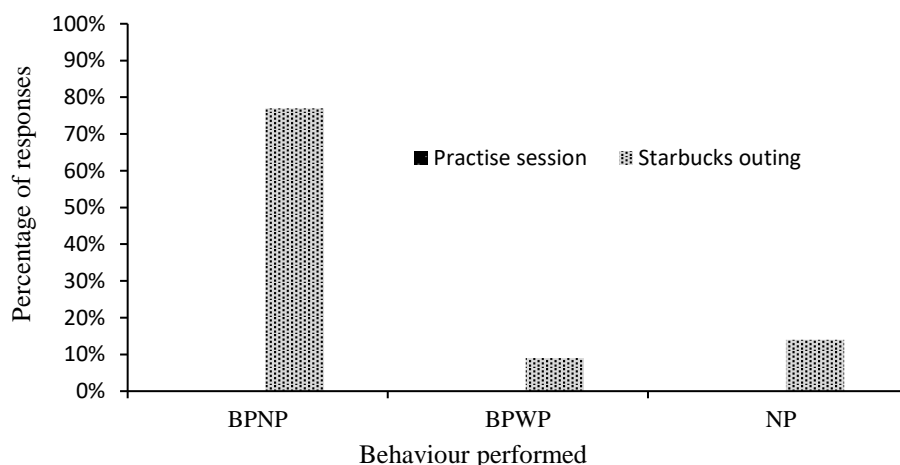 100%
90%
80%
70%
60%
50%
40%
30%
20%
10%
0%
Percentage of responses
Practise session
Starbucks outing
BPNP
BPWP
NP
Behaviour performed